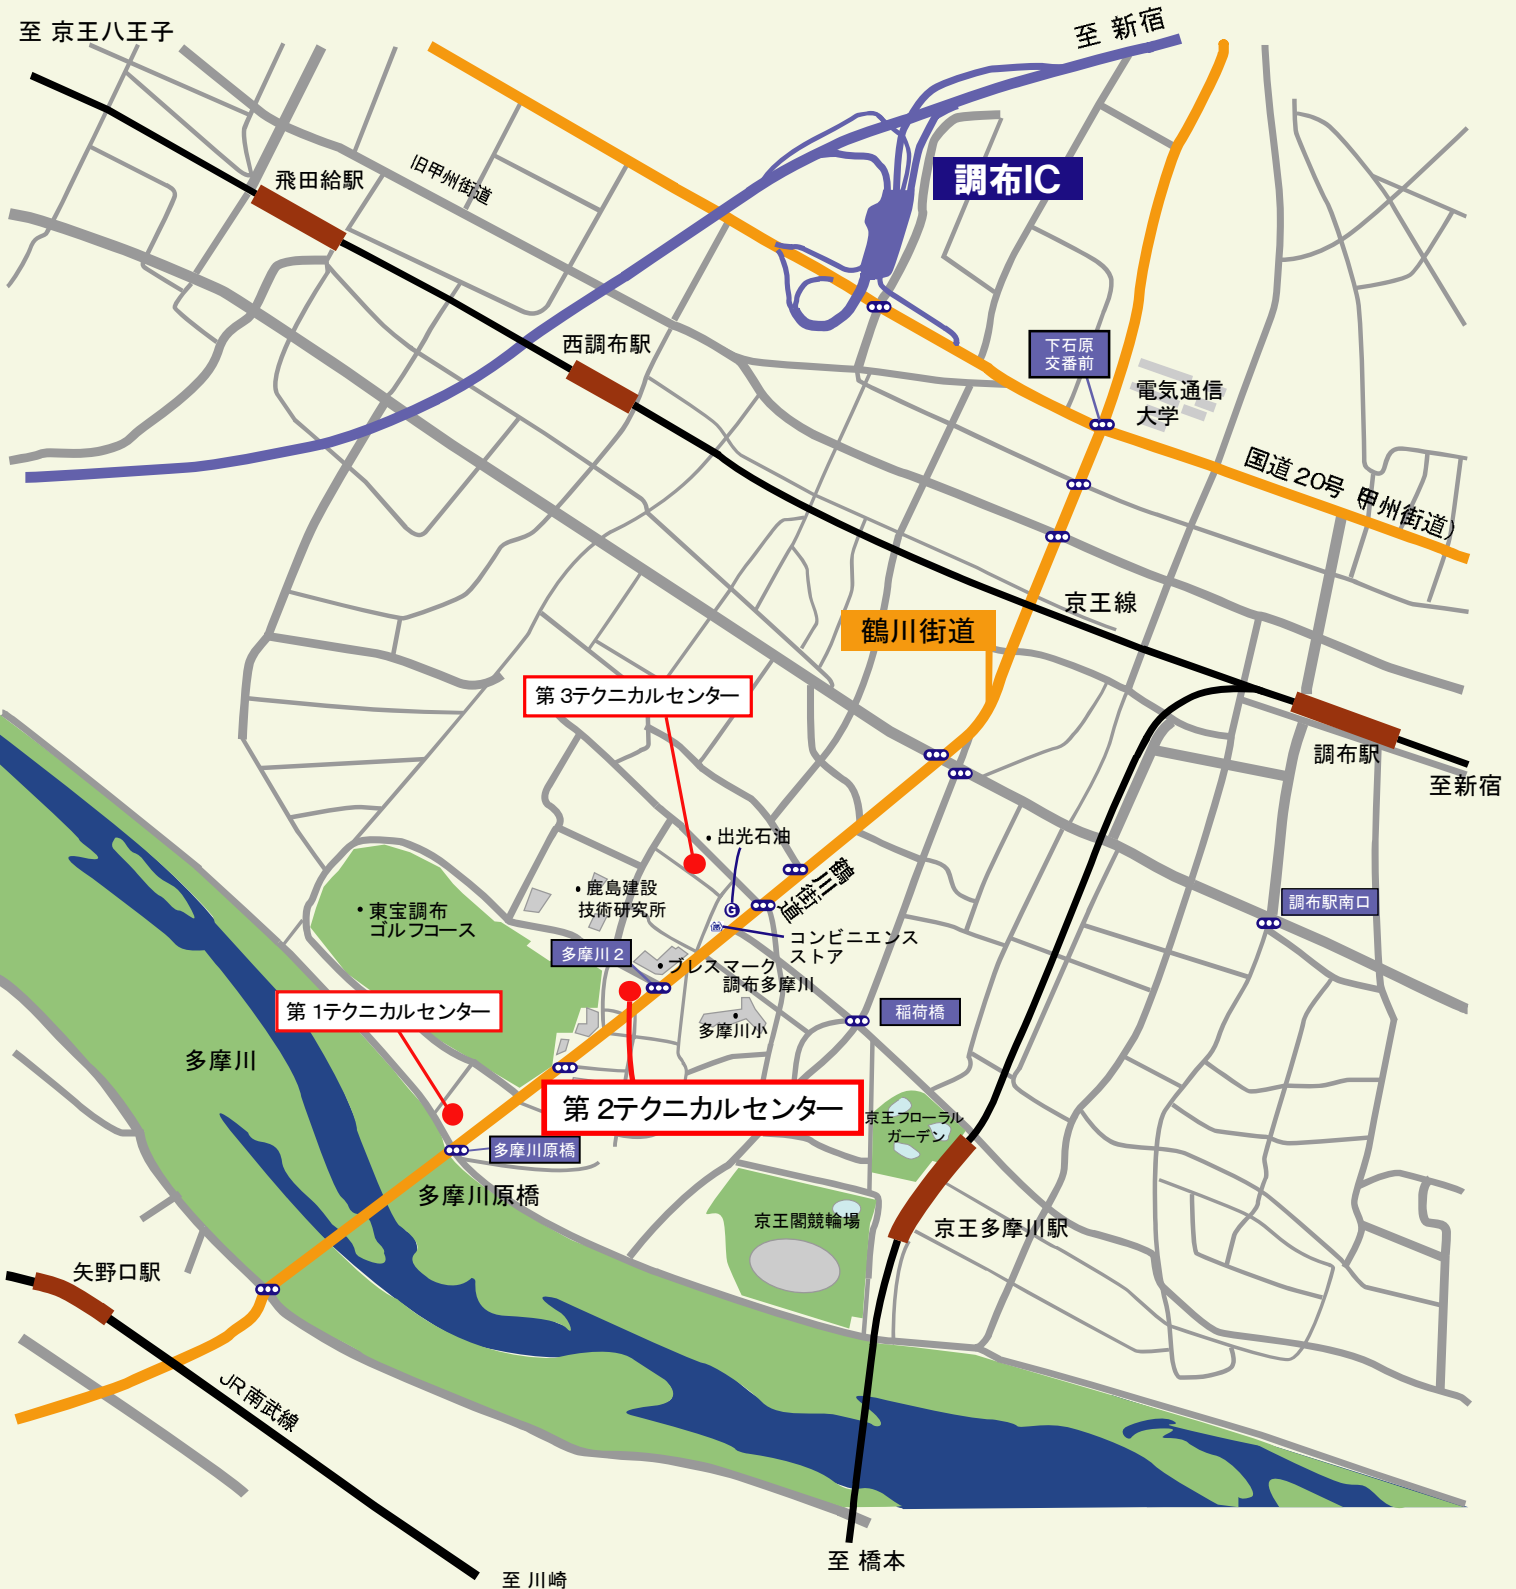 至 京王八王子
至 新宿
飛田給駅
旧甲州街道
調布IC
西調布駅
下石原
交番前
電気通信
大学
国道20号（甲州街道）
京王線
鶴川街道
第3テクニカルセンター
調布駅
至新宿
出光石油
鶴川
街道
鹿島建設
技術研究所
調布駅南口
東宝調布
ゴルフコース
コンビニエンス
ストア
多摩川2
ブレスマーク
調布多摩川
第1テクニカルセンター
稲荷橋
多摩川小
多摩川
第2テクニカルセンター
京王フローラル
ガーデン
多摩川原橋
多摩川原橋
京王閣競輪場
京王多摩川駅
矢野口駅
JR南武線
至 橋本
至 川崎
G